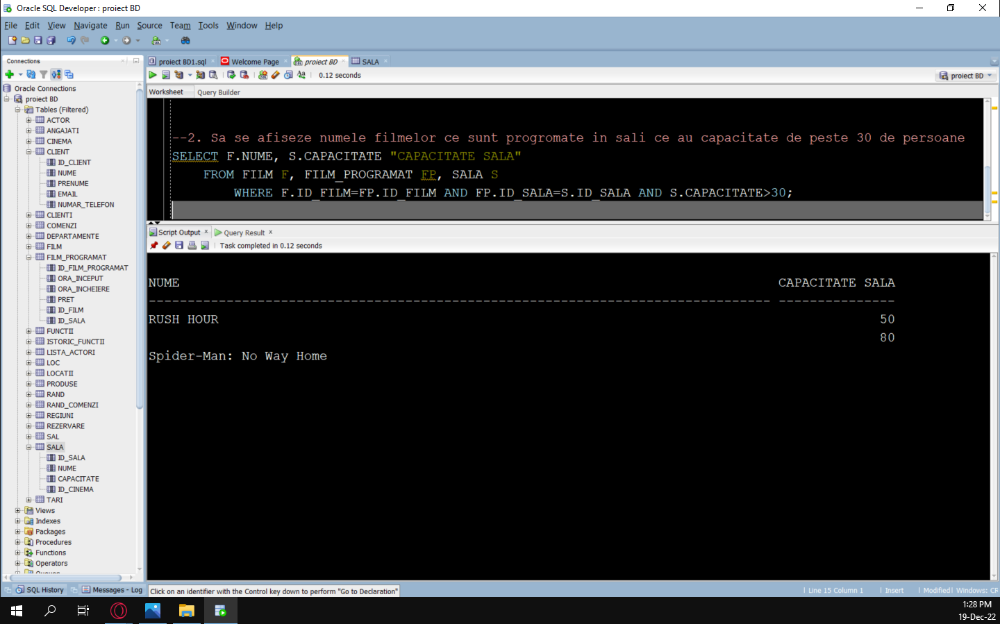 Oracle SQL Developer : proiect BD
File Edit View Navigate Run Source Team Tools Window Help
Connections
Oracle Connections
proiect BD
Tables (Filtered)
ACTOR
ANGAJATI
CINEMA
CLIENT
ID_CLIENT
NUME
PRENUME
EMAIL
NUMAR_TELEFON
CLIENTI
COMENZI
DEPARTAMENTE
FILM
FILM_PROGRAMAT
ID_FILM_PROGRAMAT
ORA_INCEPUT
ORA_INCHEIERE
PRET
ID_FILM
ID_SALA
FUNCTII
ISTORIC_FUNCTII
LISTA_ACTORI
LOC
LOCATII
PRODUSE
RAND
RAND_COMENZI
REGIUNI
REZERVARE
SAL
SALA
ID_SALA
NUME
CAPACITATE
ID_CINEMA
TARI
Views
Indexes
Packages
Procedures
Functions
Operators
Queues
SQL History Messages - Log
proiect BD1.sql Welcome Page proiect BD SALA
0.12 seconds proiect BD
Worksheet Query Builder
--2. Sa se afiseze numele filmelor ce sunt progromate in sali ce au capacitate de peste 30 de persoane
SELECT F.NUME, S.CAPACITATE "CAPACITATE SALA"
FROM FILM F, FILM_PROGRAMAT FP, SALA S
WHERE F.ID_FILM=FP.ID_FILM AND FP.ID_SALA=S.ID_SALA AND S.CAPACITATE>30;
Script Output Query Result
Task completed in 0.12 seconds
NUME CAPACITATE SALA
-------------------------------------------------------------------------------- ---------------
RUSH HOUR 50
80
Spider-Man: No Way Home
Click on an identifier with the Control key down to perform "Go to Declaration"
Line 15 Column 1 Insert Modified Windows: CR
1:28 PM
19-Dec-22